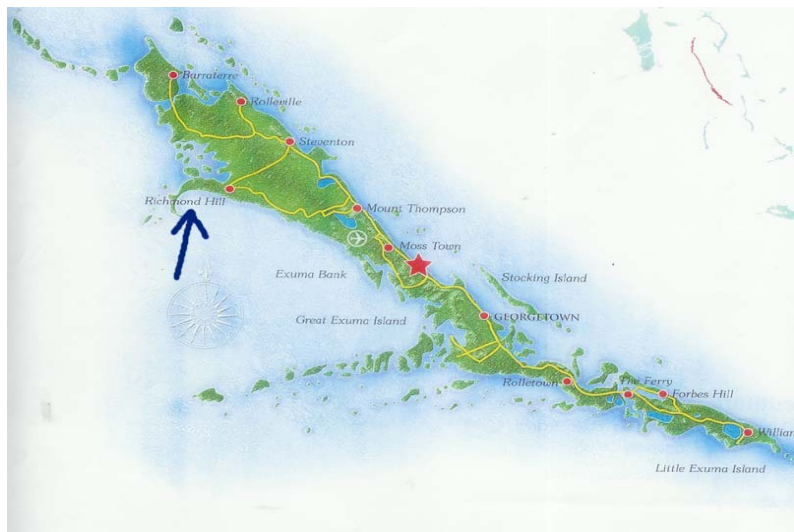 Barraterre
Rolleville
Steventon
Richmond Hill
Mount Thompson
Moss Town
Exuma Bank
Stocking Island
Great Exuma Island
GEORGETOWN
Rolletown
The Ferry
Forbes Hill
William
Little Exuma Island